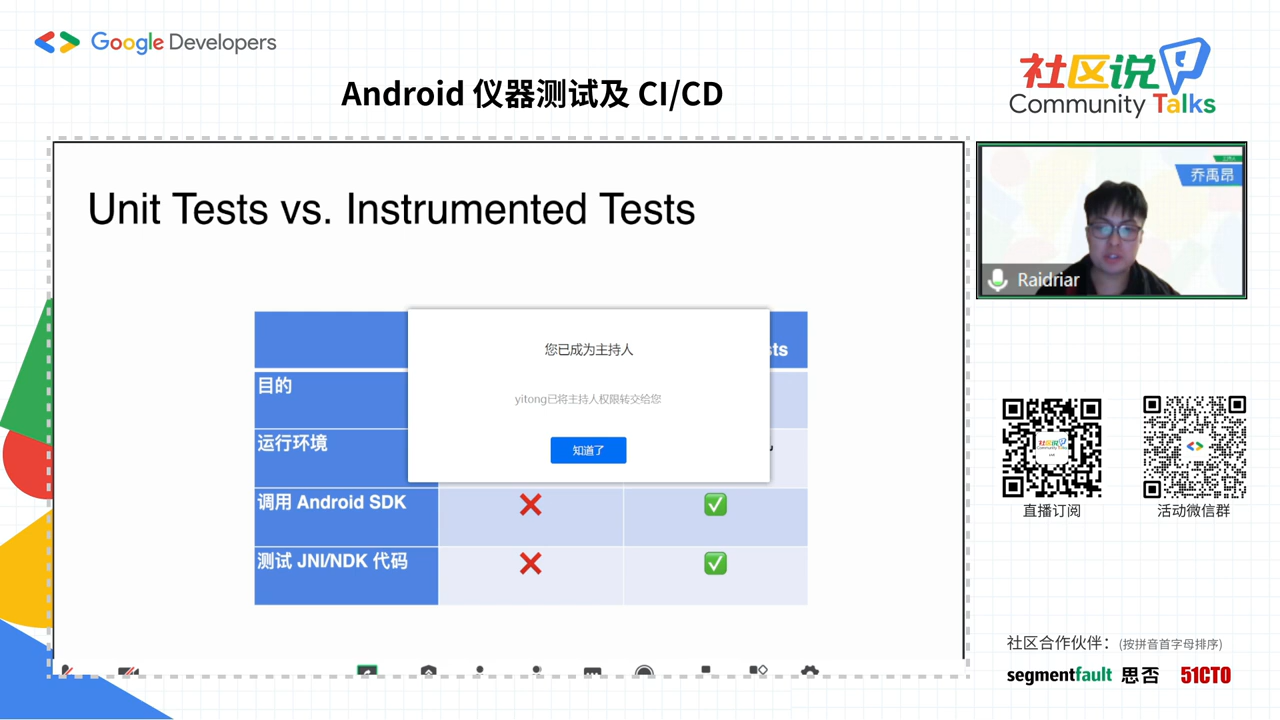 Google Developers
Android 仪器测试及 CI/CD
社区说
Community Talks
Unit Tests vs. Instrumented Tests
您已成为主持人
yitong已将主持人权限转交给您
知道了
sts
目的
运行环境
调用 Android SDK
测试 JNI/NDK 代码
乔禹昂
Raidriar
直播订阅
活动微信群
社区合作伙伴：(按拼音首字母排序)
segmentfault 思否
51CTO